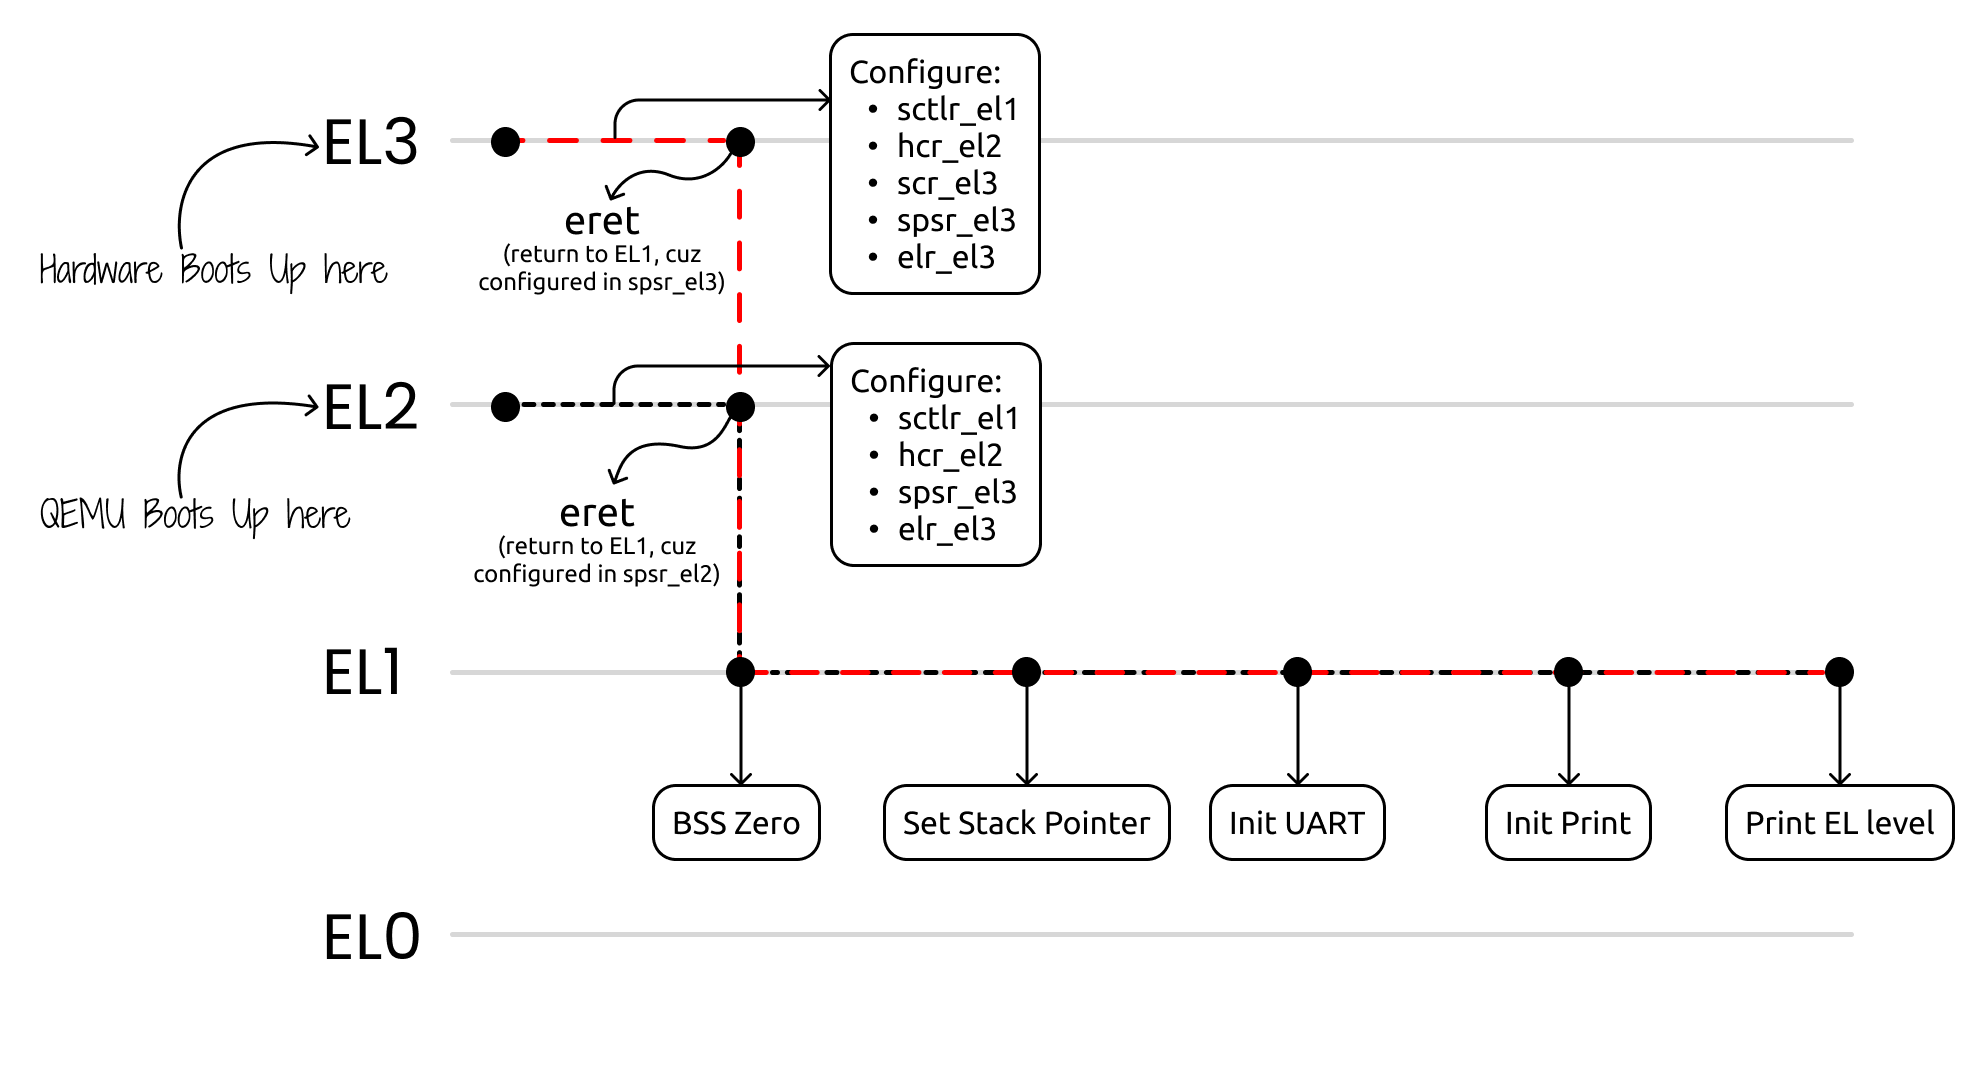 Configure:
• sctlr_el1
• hcr_el2
• scr_el3
• spsr_el3
• elr_el3
EL3
Hardware Boots Up here
eret
(return to EL1, cuz
configured in spsr_el3)
Configure:
• sctlr_el1
• hcr_el2
• spsr_el3
• elr_el3
EL2
QEMU Boots Up here
eret
(return to EL1, cuz
configured in spsr_el2)
EL1
BSS Zero
Set Stack Pointer
Init UART
Init Print
Print EL level
EL0